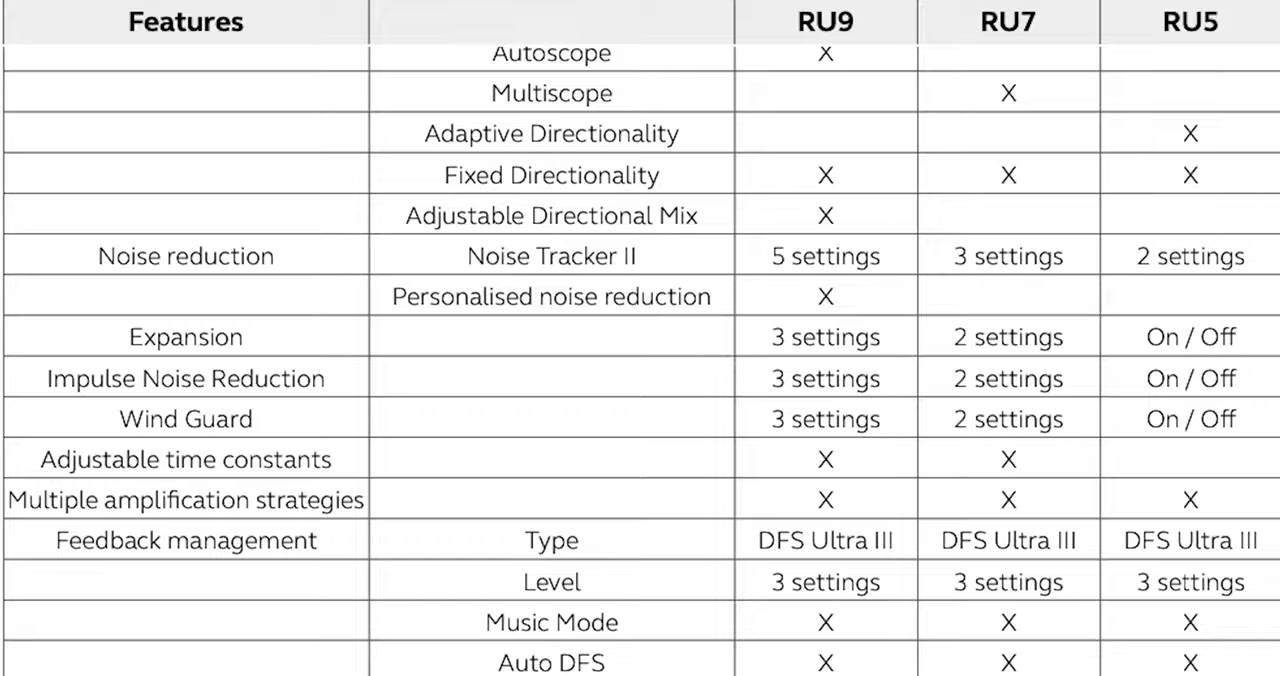 Features RU9 RU7 RU5
Autoscope X
Multiscope X
Adaptive Directionality X
Fixed Directionality X X X
Adjustable Directional Mix X
Noise reduction Noise Tracker II 5 settings 3 settings 2 settings
Personalised noise reduction X
Expansion 3 settings 2 settings On / Off
Impulse Noise Reduction 3 settings 2 settings On / Off
Wind Guard 3 settings 2 settings On / Off
Adjustable time constants X X
Multiple amplification strategies X X X
Feedback management Type DFS Ultra III DFS Ultra III DFS Ultra III
Level 3 settings 3 settings 3 settings
Music Mode X X X
Auto DFS X X X